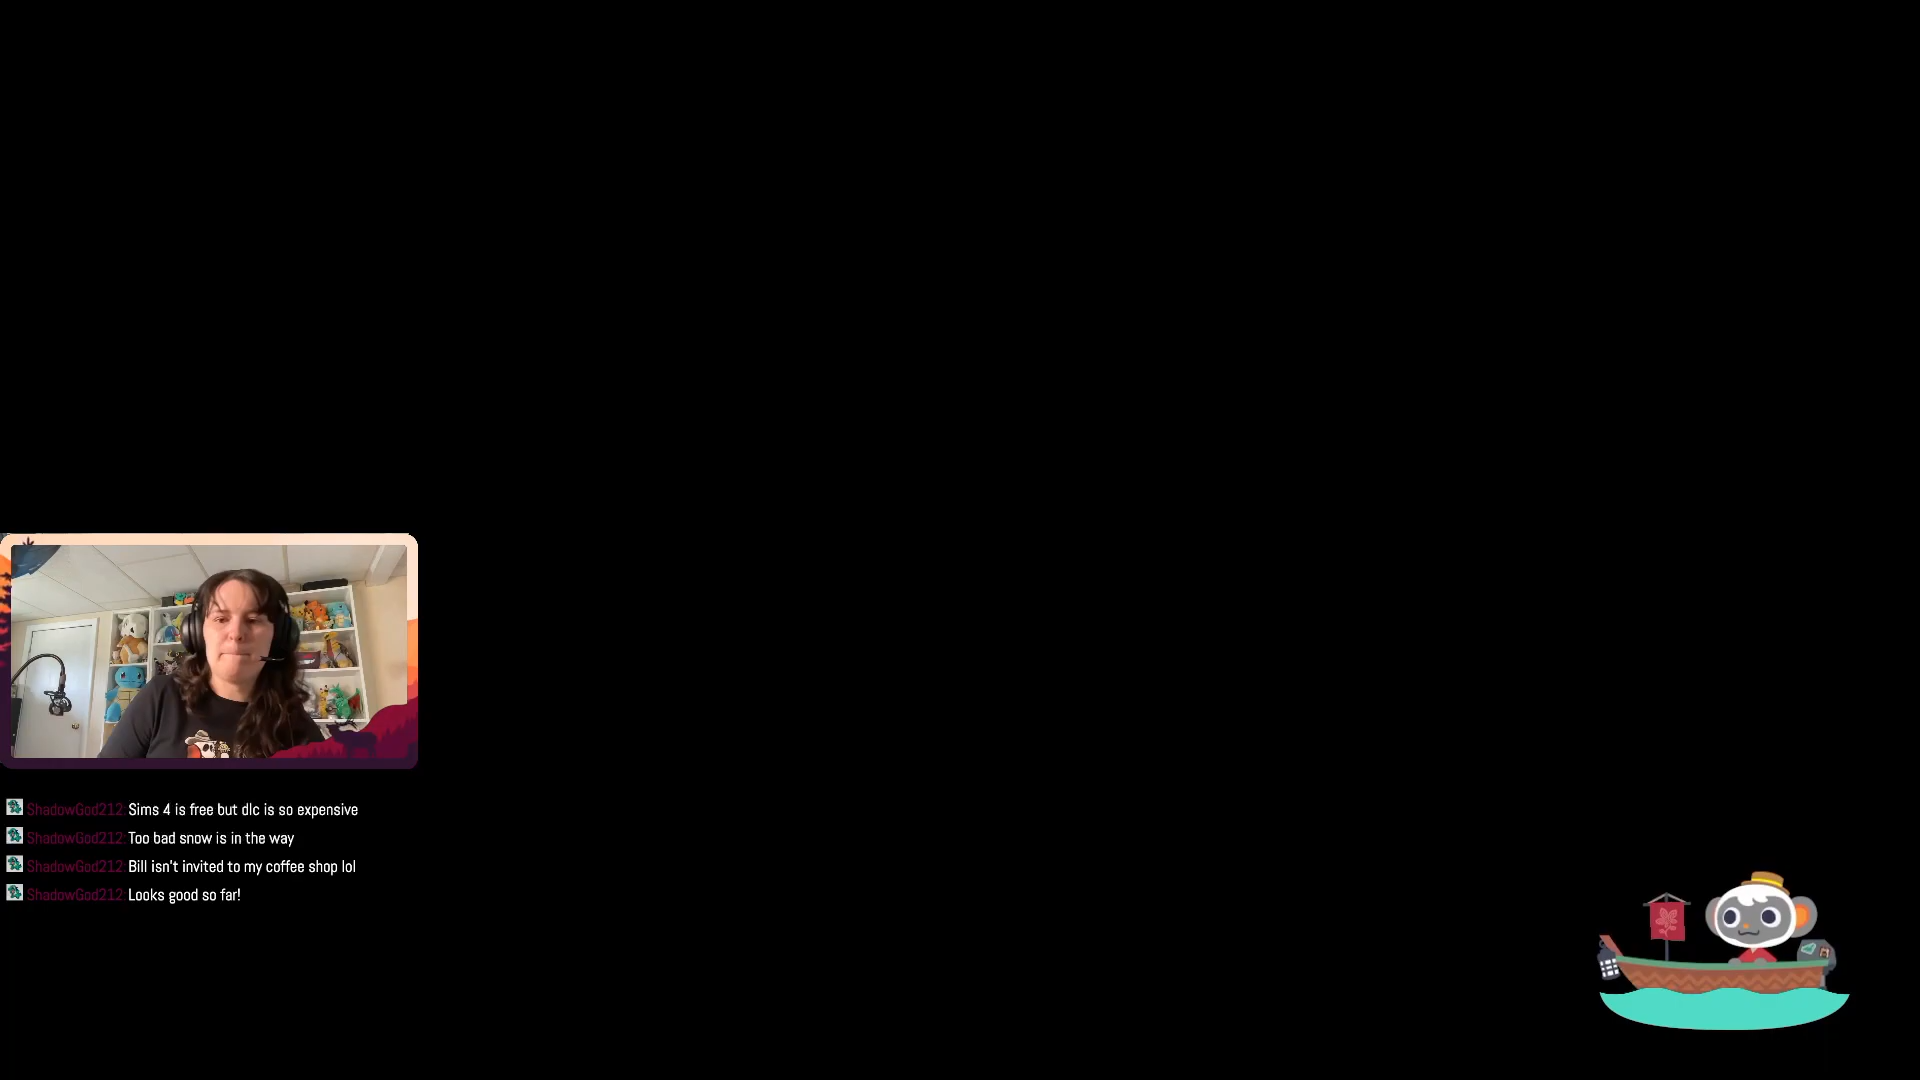 ShadowGod212: Sims 4 is free but dlc is so expensive
ShadowGod212: Too bad snow is in the way
ShadowGod212: Bill isn't invited to my coffee shop lol
ShadowGod212: Looks good so far!